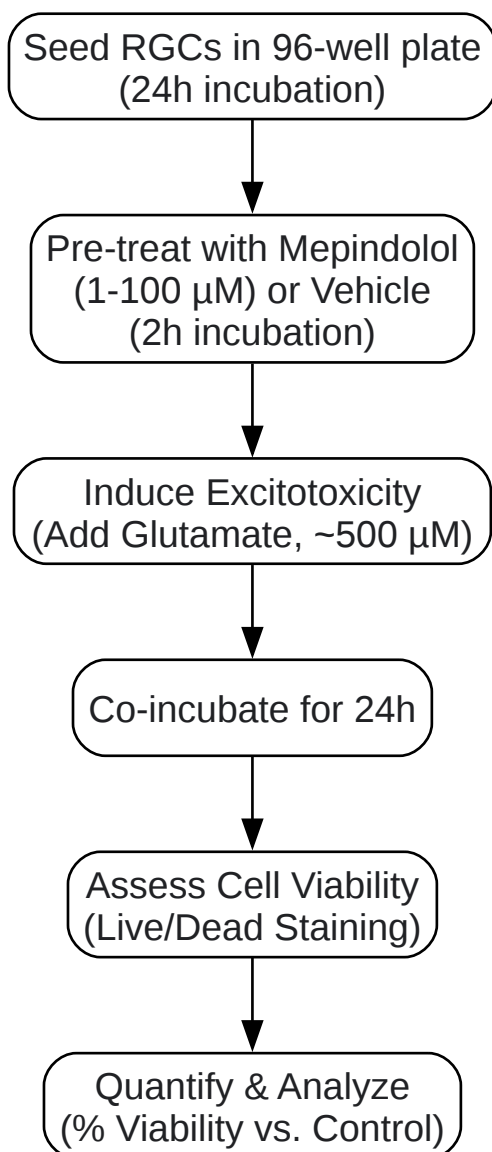 Seed RGCs in 96-well plate
(24h incubation)
Pre-treat with Mepindolol
(1-100 µM) or Vehicle
(2h incubation)
Induce Excitotoxicity
(Add Glutamate, ~500 µM)
Co-incubate for 24h
Assess Cell Viability
(Live/Dead Staining)
Quantify & Analyze
(% Viability vs. Control)